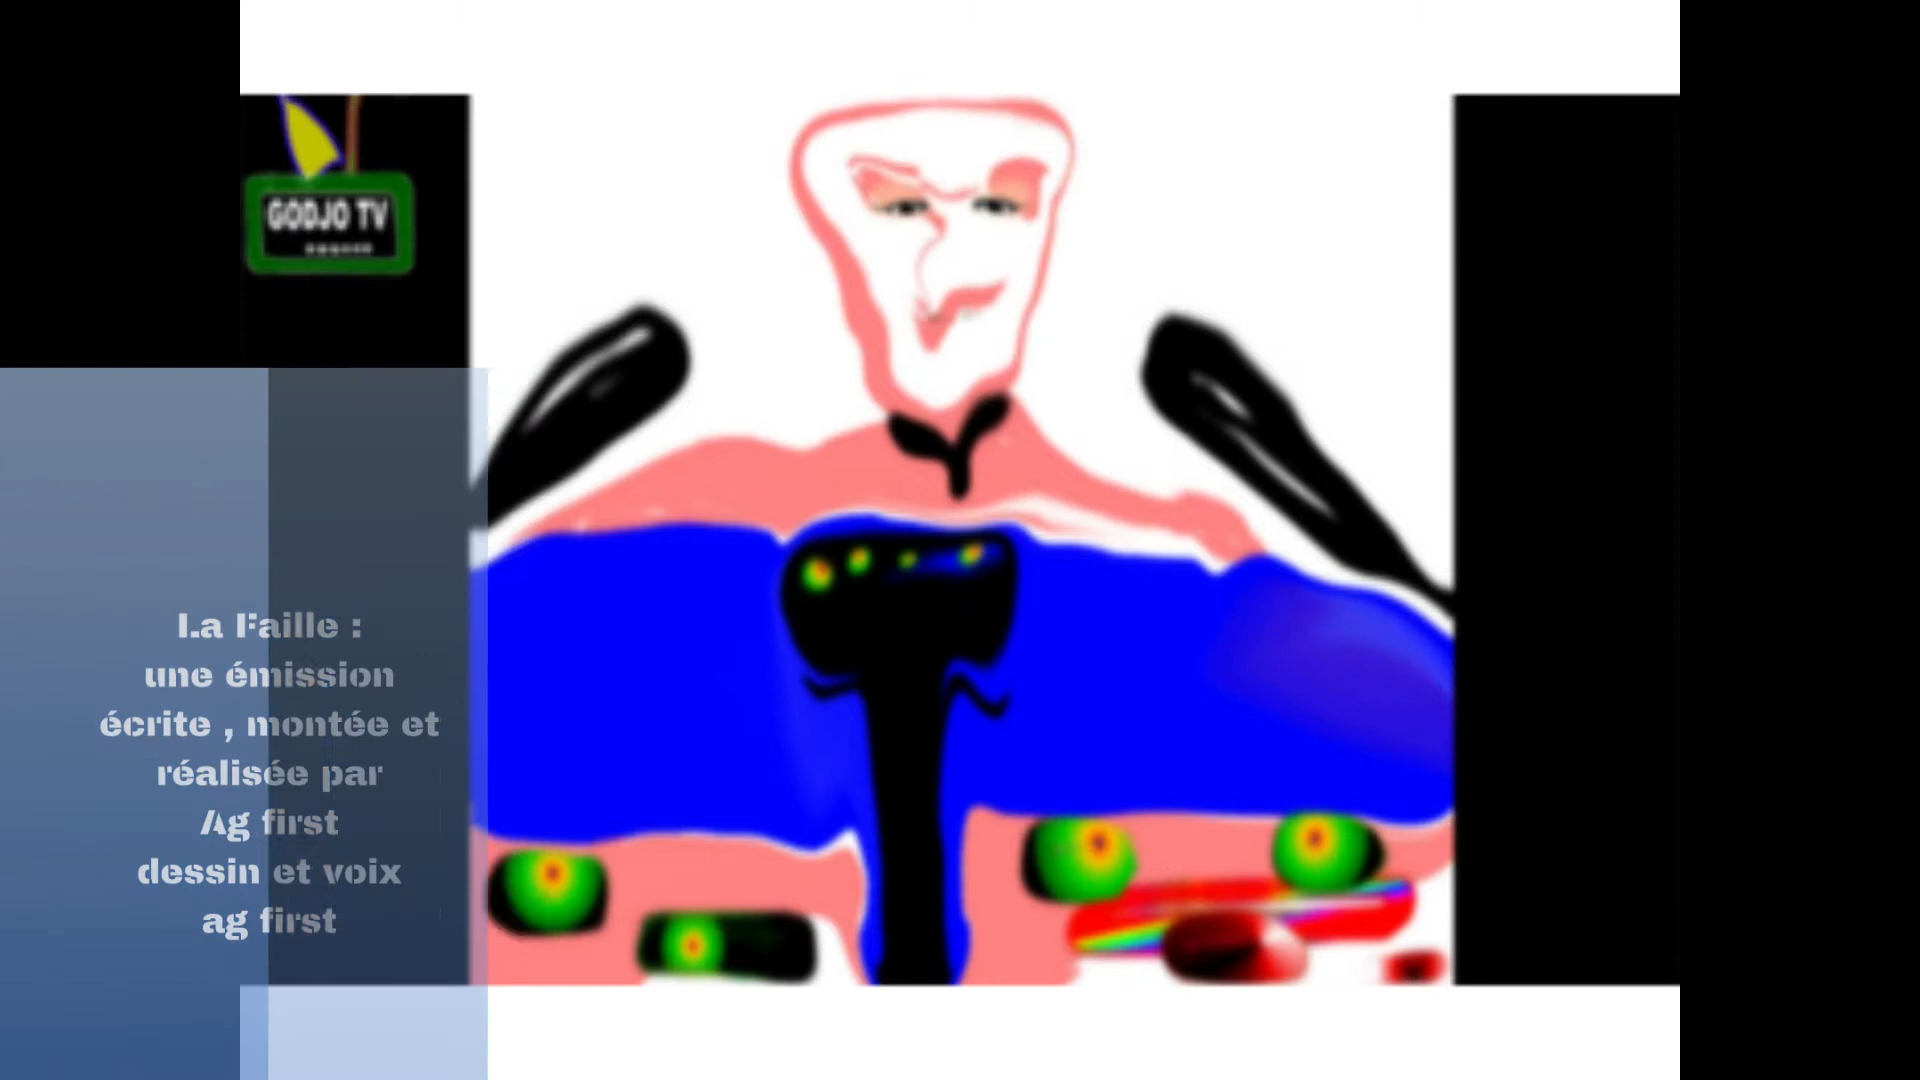 GODJO TV
La Faille :
une émission
écrite , montée et
réalisée par
Ag first
dessin et voix
ag first